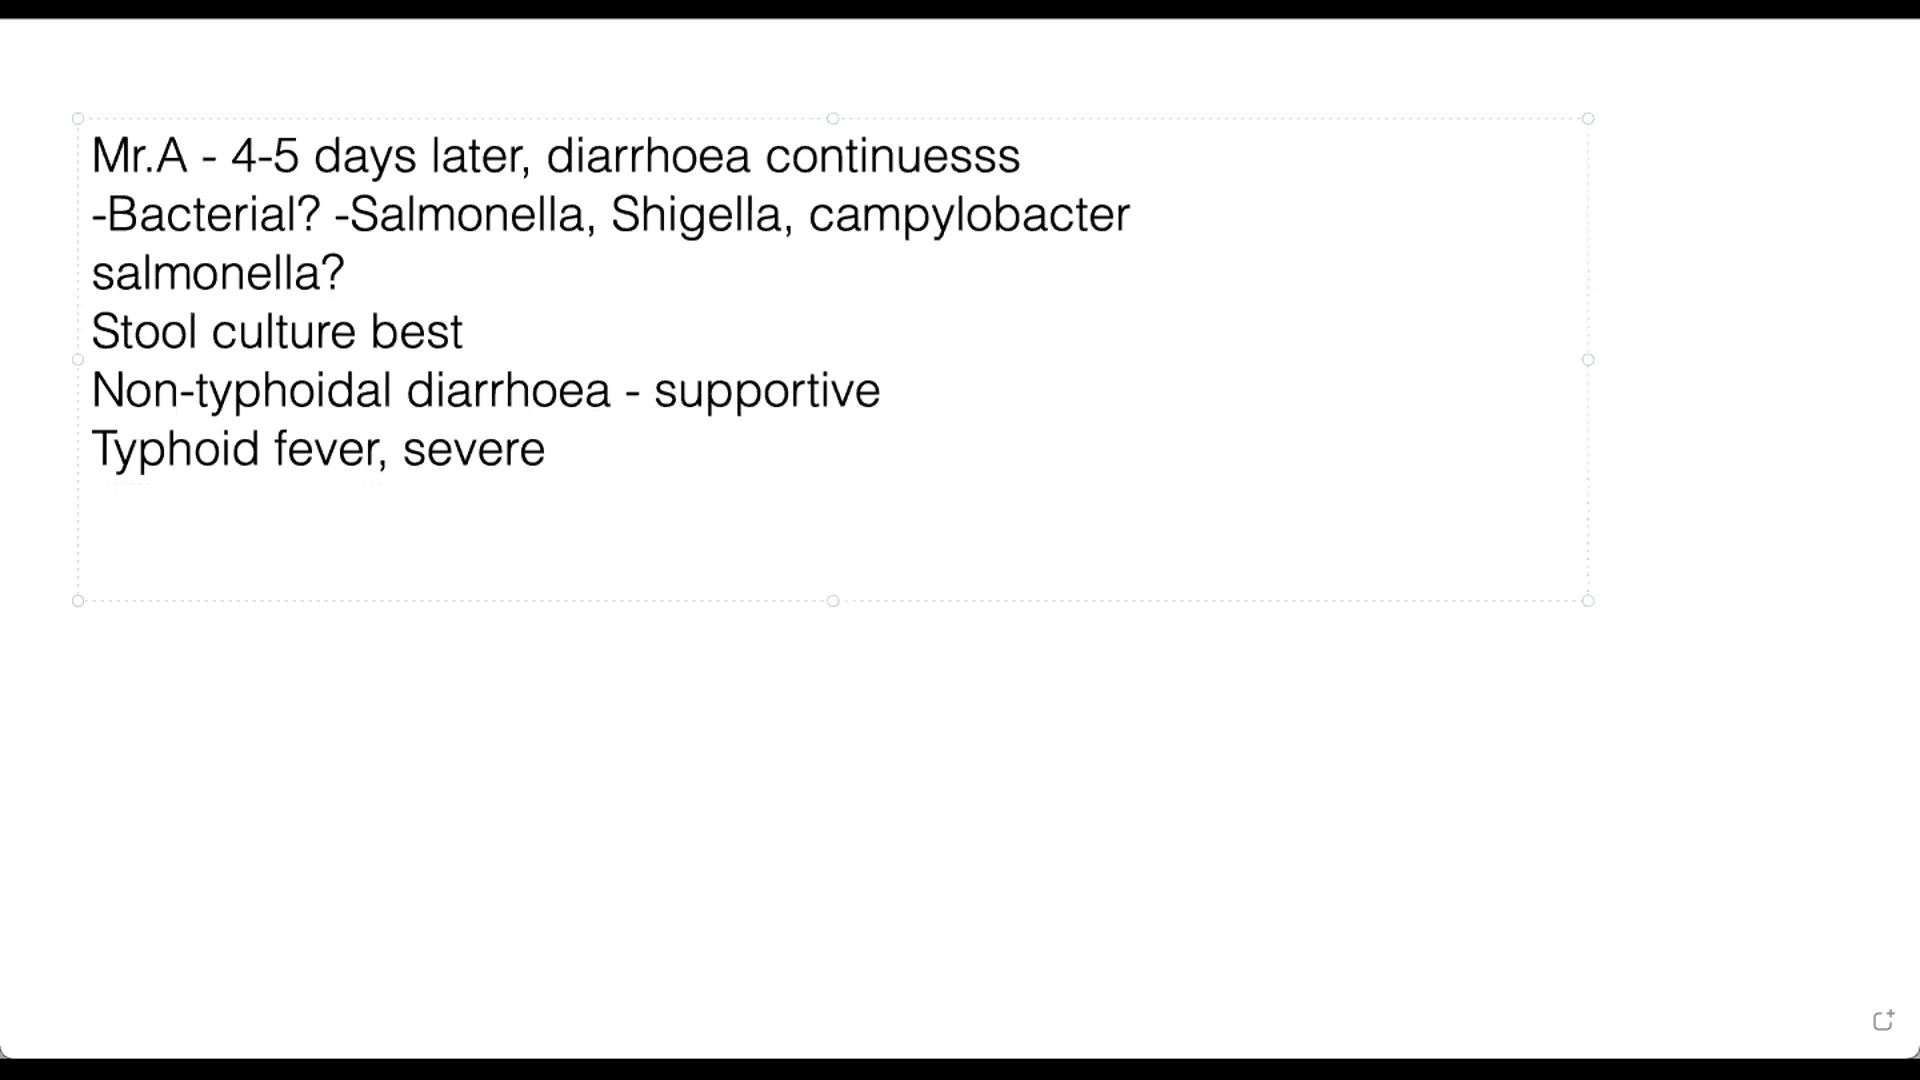 Mr.A - 4-5 days later, diarrhoea continuesss
-Bacterial? -Salmonella, Shigella, campylobacter
salmonella?
Stool culture best
Non-typhoidal diarrhoea - supportive
Typhoid fever, severe